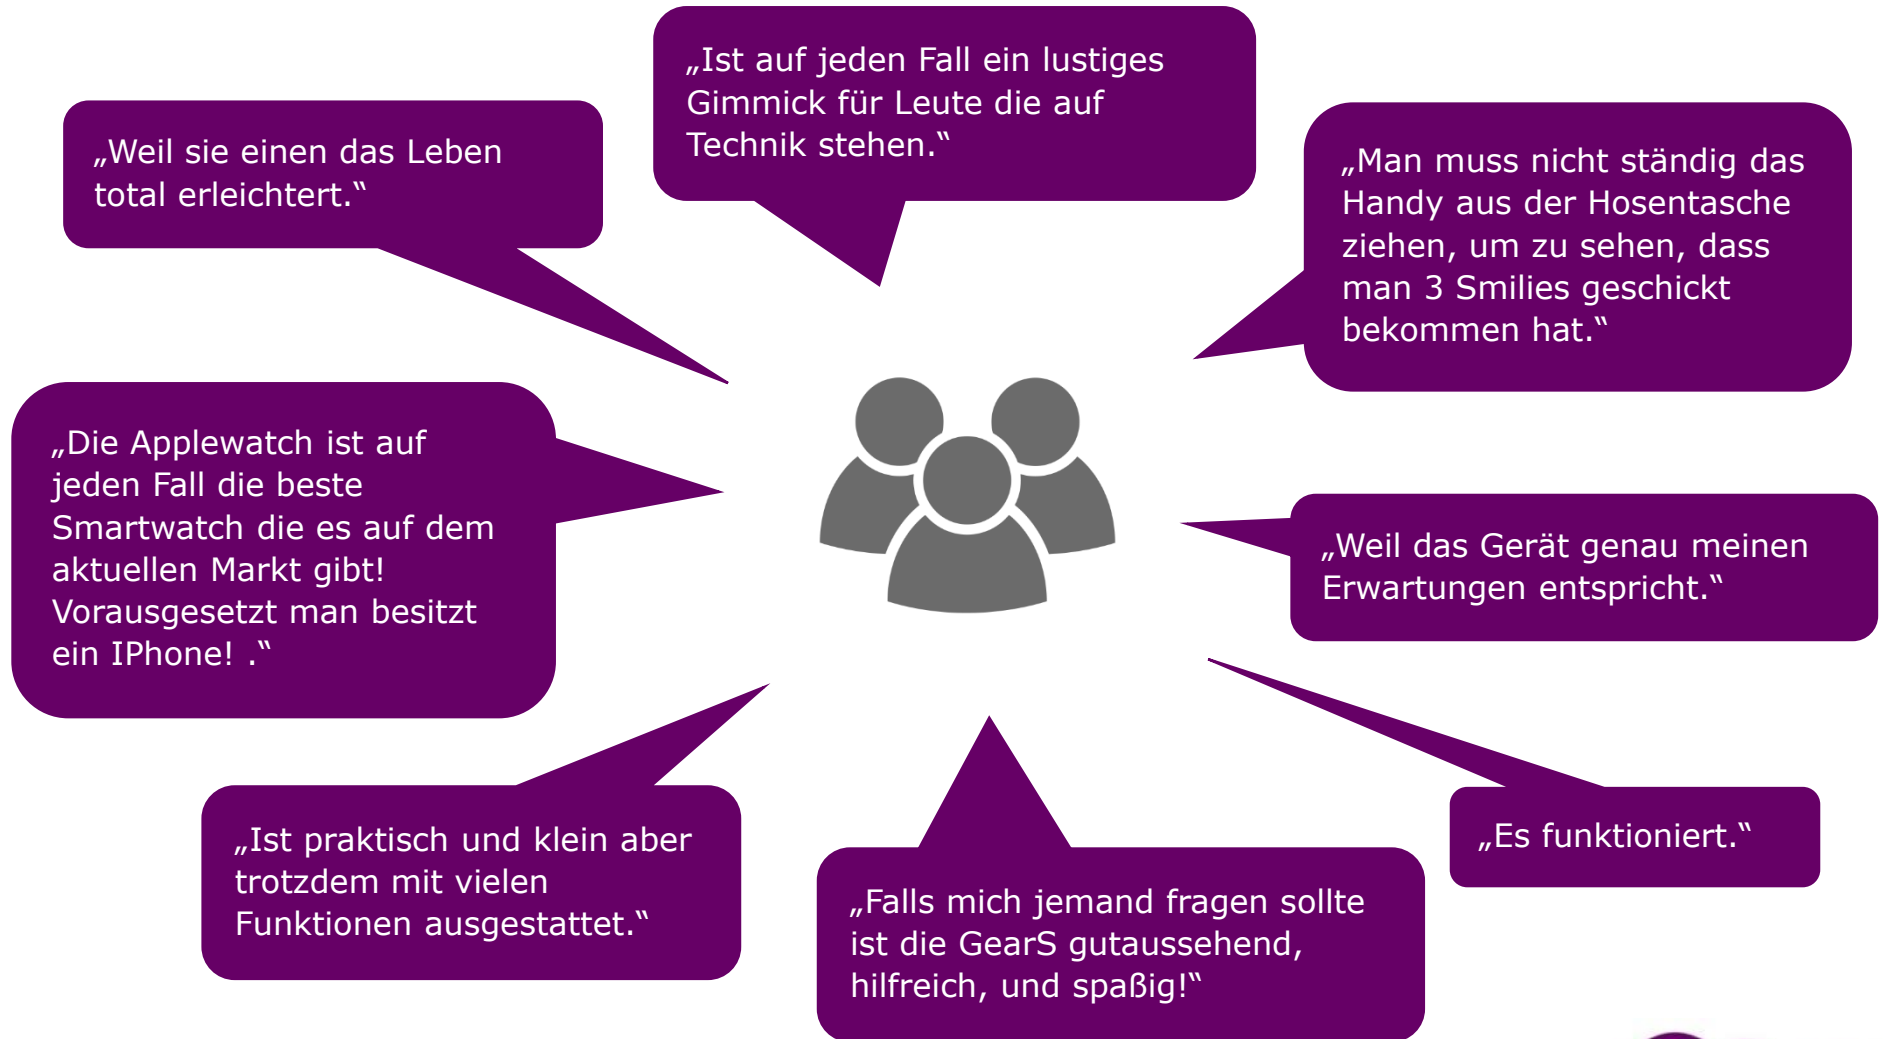 „Ist auf jeden Fall ein lustiges
Gimmick für Leute die auf
Technik stehen.“
„Weil sie einen das Leben
total erleichtert.“
„Man muss nicht ständig das
Handy aus der Hosentasche
ziehen, um zu sehen, dass
man 3 Smilies geschickt
bekommen hat.“
„Die Applewatch ist auf
jeden Fall die beste
Smartwatch die es auf dem
aktuellen Markt gibt!
Vorausgesetzt man besitzt
ein IPhone! .“
„Weil das Gerät genau meinen
Erwartungen entspricht.“
„Ist praktisch und klein aber
trotzdem mit vielen
Funktionen ausgestattet.“
„Falls mich jemand fragen sollte
ist die GearS gutaussehend,
hilfreich, und spaßig!“
„Es funktioniert.“